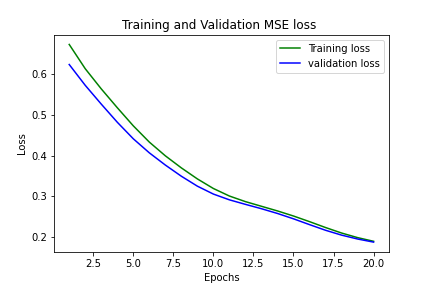 Training and Validation MSE loss
Training loss
validation loss
Loss
0.6
0.5
0.4
0.3
0.2
2.5 5.0 7.5 10.0 12.5 15.0 17.5 20.0
Epochs